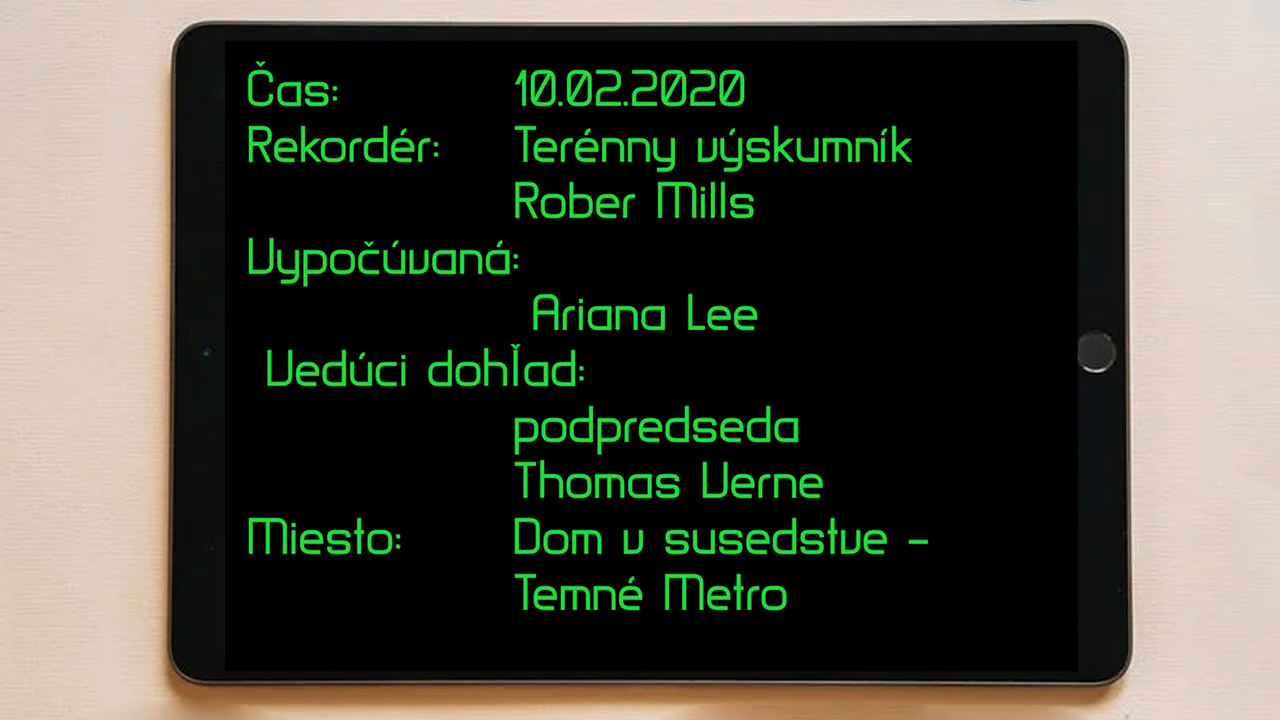 Čas: 10.02.2020
Rekordér: Terénny výskumník
Rober Mills
Vypočúvaná:
Ariana Lee
Vedúci dohľad:
podpredseda
Thomas Verne
Miesto: Dom v susedstve -
Temné Metro